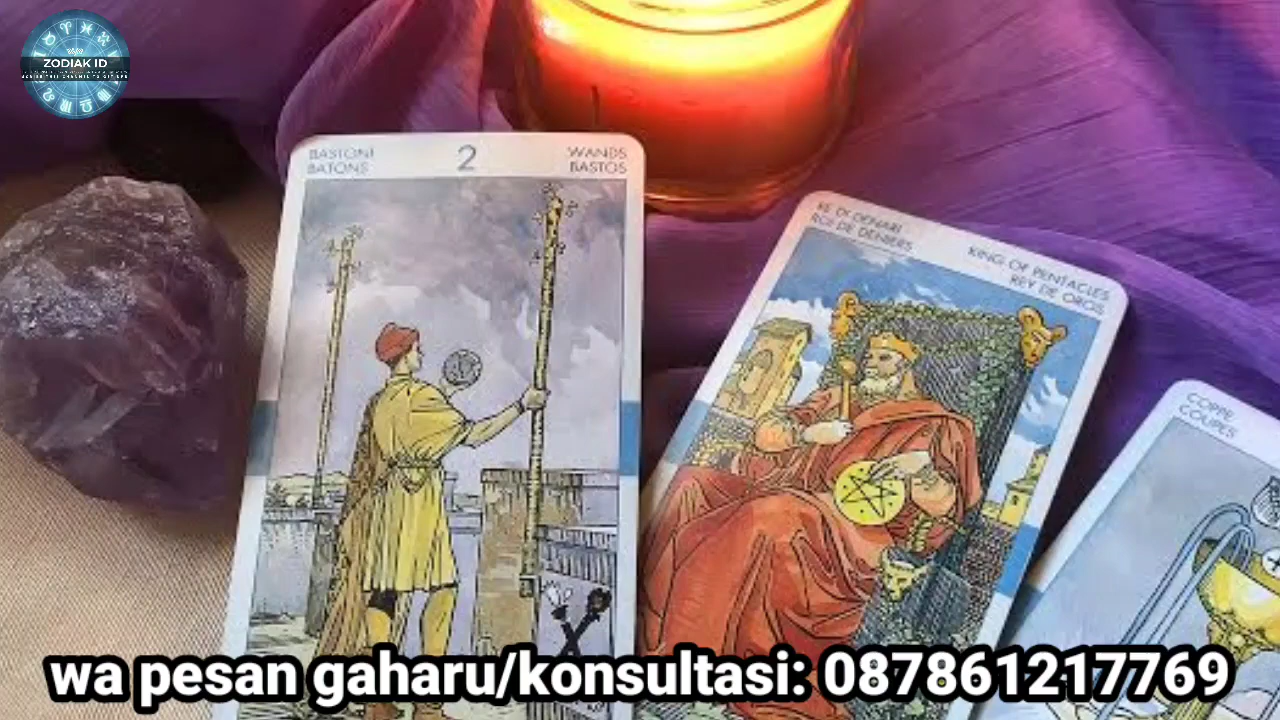 ZODIAK ID
BASTONI
BATONS
2
WANDS
BASTOS
RE DI DENARI
ROI DE DENIERS
KING OF PENTACLES
REY DE OROS
COPPE
COUPES
wa pesan gaharu/konsultasi: 087861217769